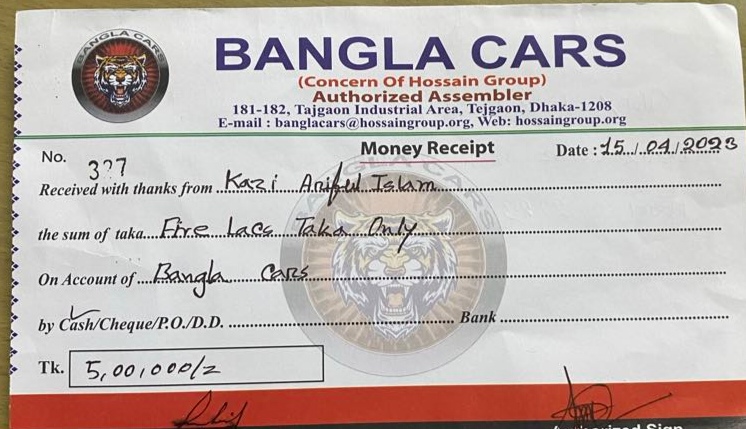 BANGLA CARS
BANGLA CARS
(Concern Of Hossain Group)
Authorized Assembler
181-182, Tajgaon Industrial Area, Tejgaon, Dhaka-1208
E-mail : banglacars@hossaingroup.org, Web: hossaingroup.org
No. 327 Money Receipt Date : 15/04/2023
Received with thanks from Kazi Arifed Islam
the sum of taka Five Lacs Taka Only
On Account of Bangla Cars
by Cash/Cheque/P.O./D.D. Bank
Tk. 5,00,000/=
Authorized Sign